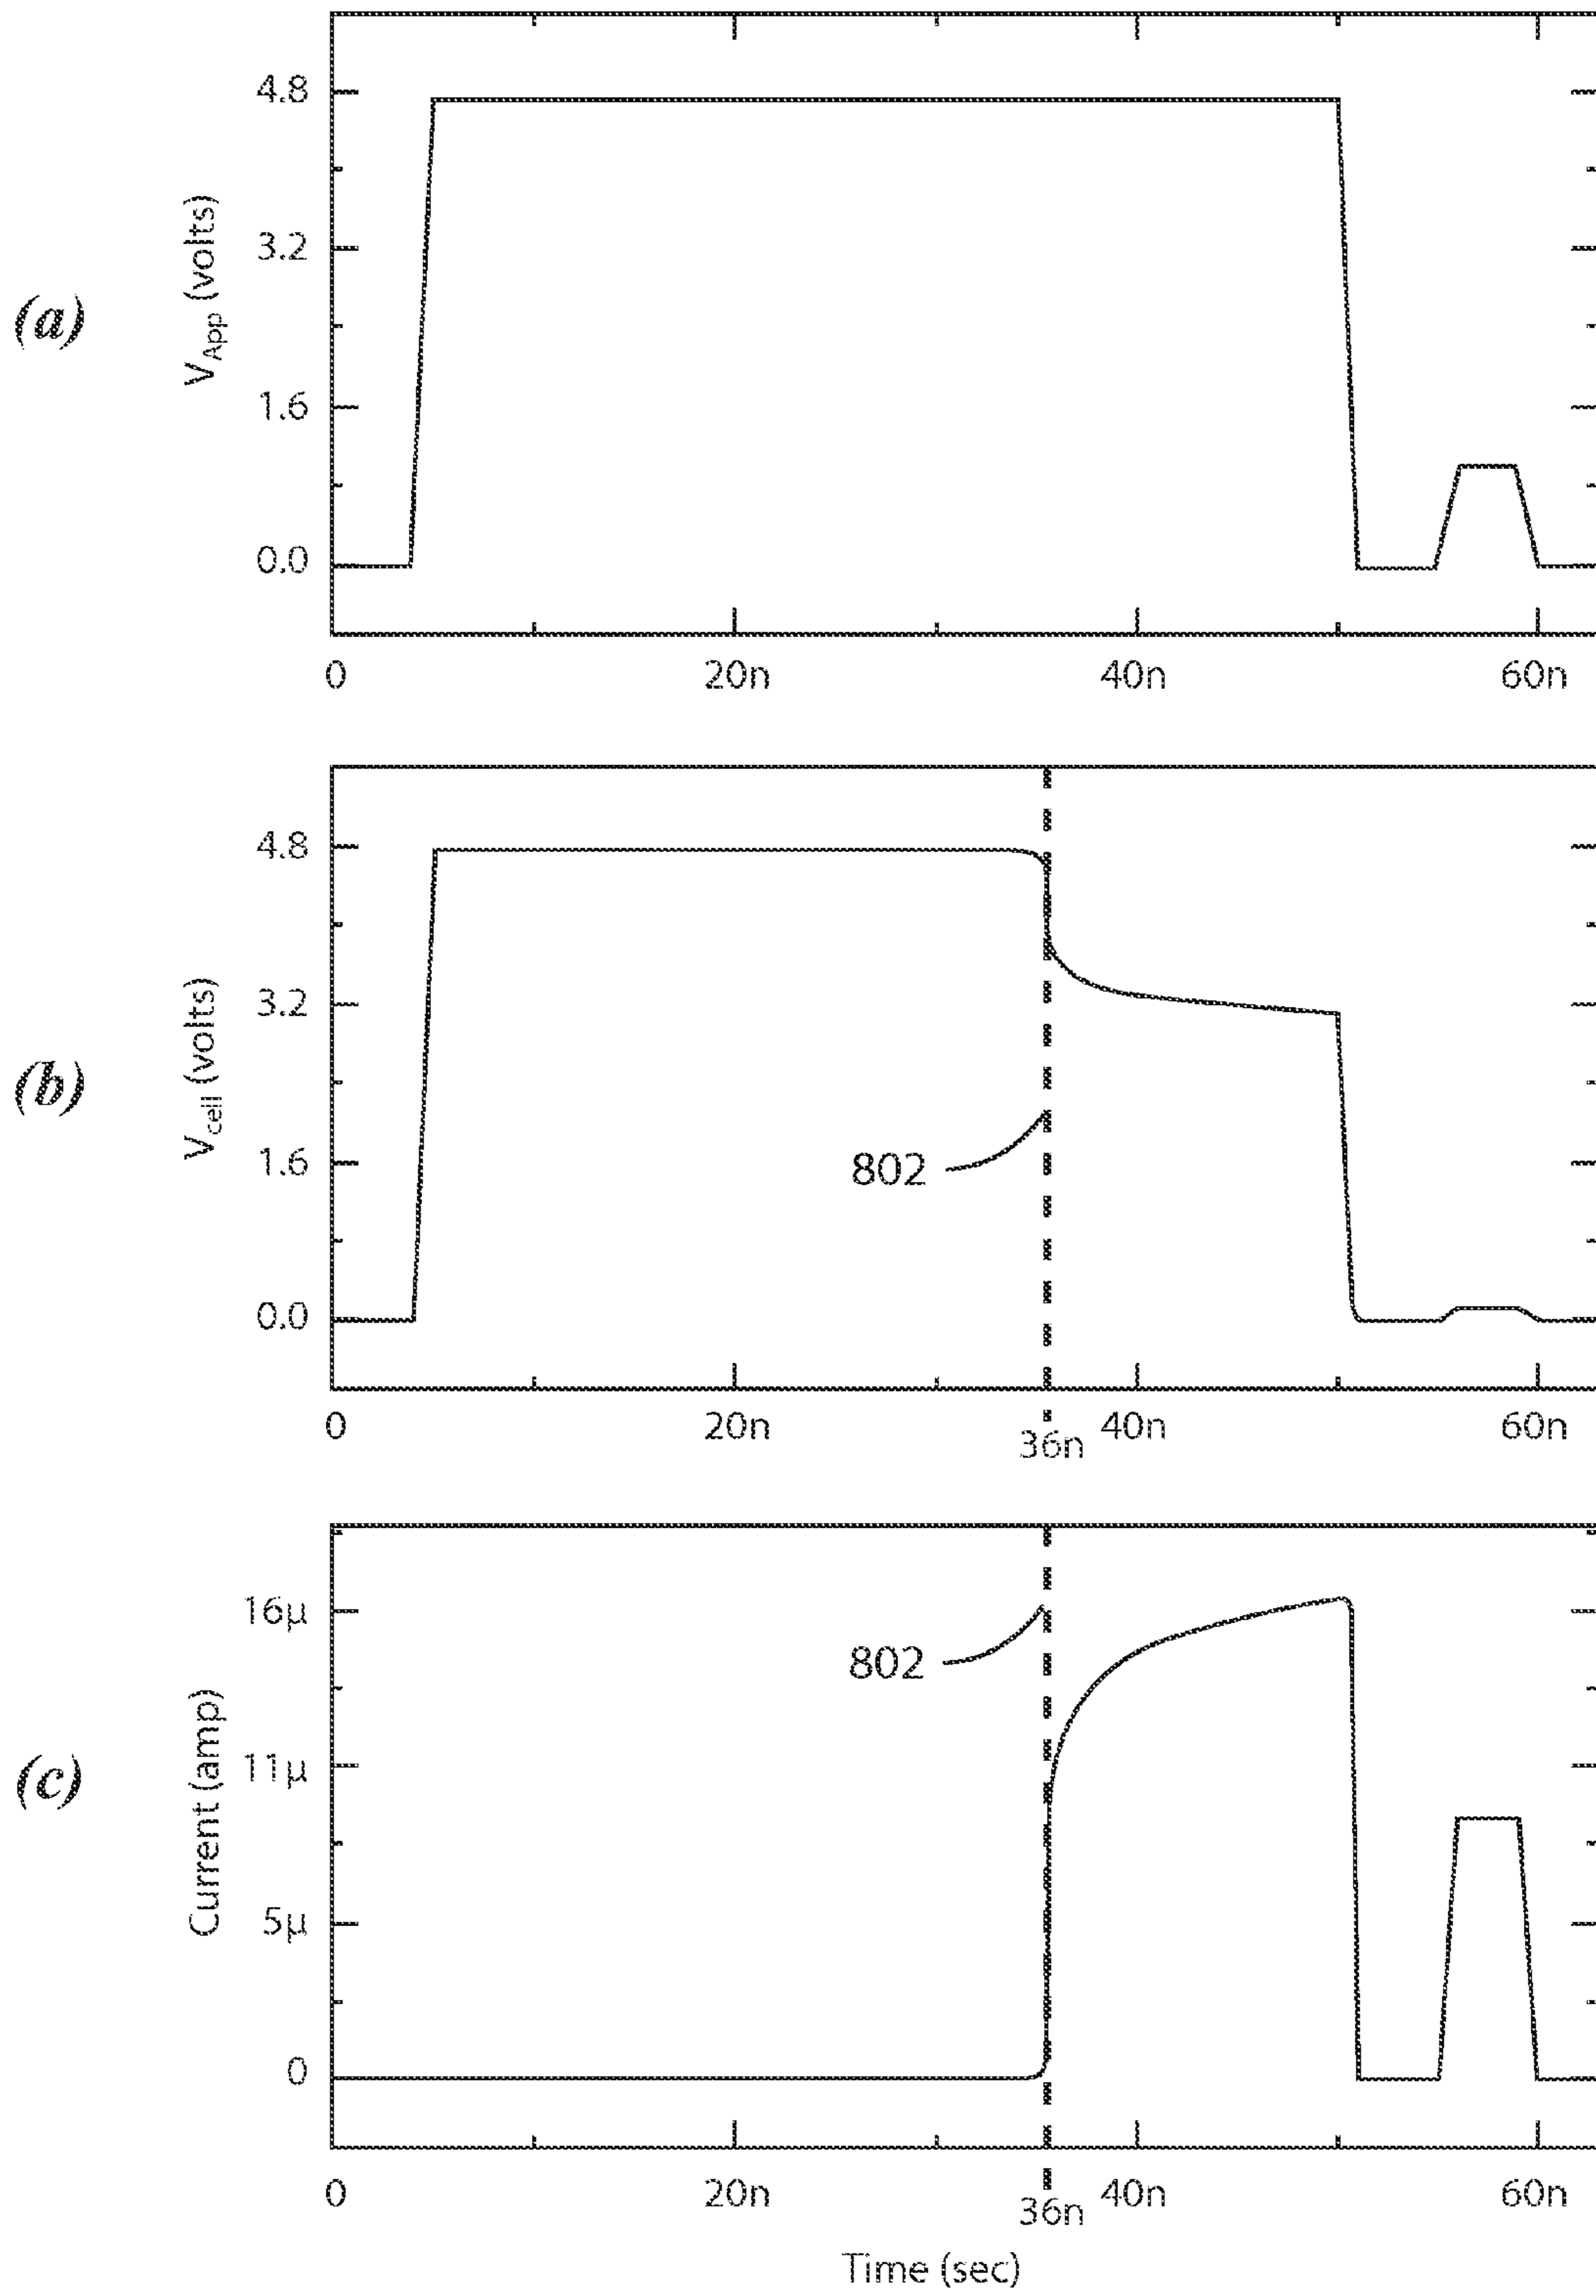 (a)
V_App (volts)
4.8
3.2
1.6
0.0
0 20n 40n 60n
(b)
V_cell (volts)
4.8
3.2
1.6
0.0
802
0 20n 36n 40n 60n
(c)
Current (amp)
16µ
11µ
5µ
0
802
0 20n 36n 40n 60n
Time (sec)